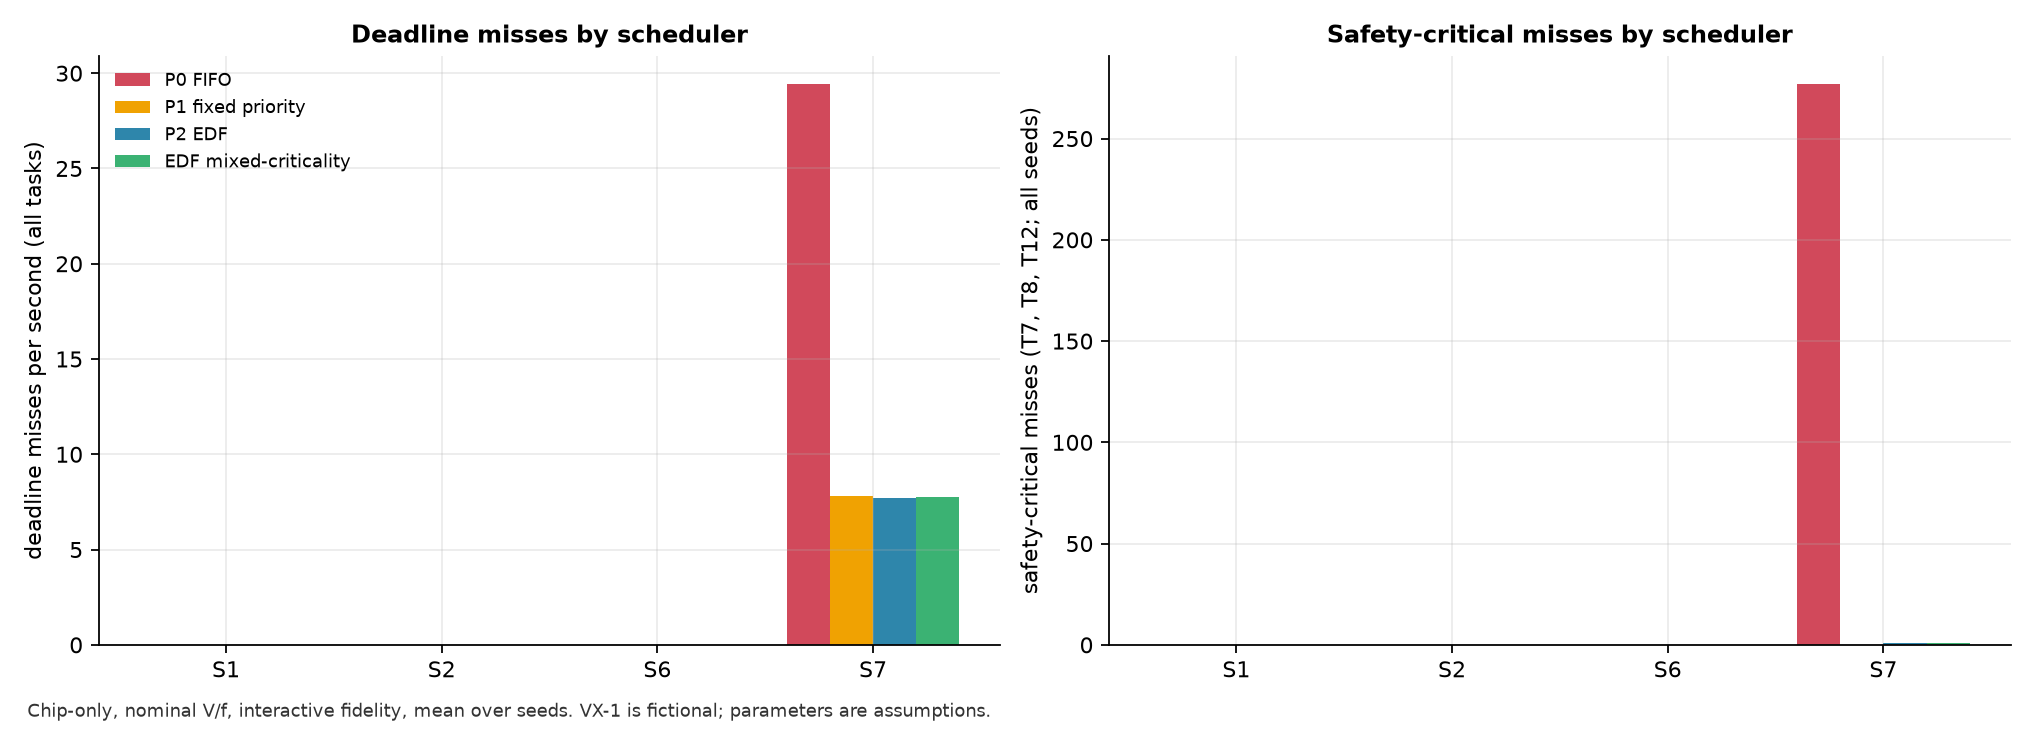 Deadline misses by scheduler
deadline misses per second (all tasks)
30
25
20
15
10
5
0
P0 FIFO
P1 fixed priority
P2 EDF
EDF mixed-criticality
S1
S2
S6
S7
Safety-critical misses by scheduler
safety-critical misses (T7, T8, T12; all seeds)
250
200
150
100
50
0
S1
S2
S6
S7
Chip-only, nominal V/f, interactive fidelity, mean over seeds. VX-1 is fictional; parameters are assumptions.